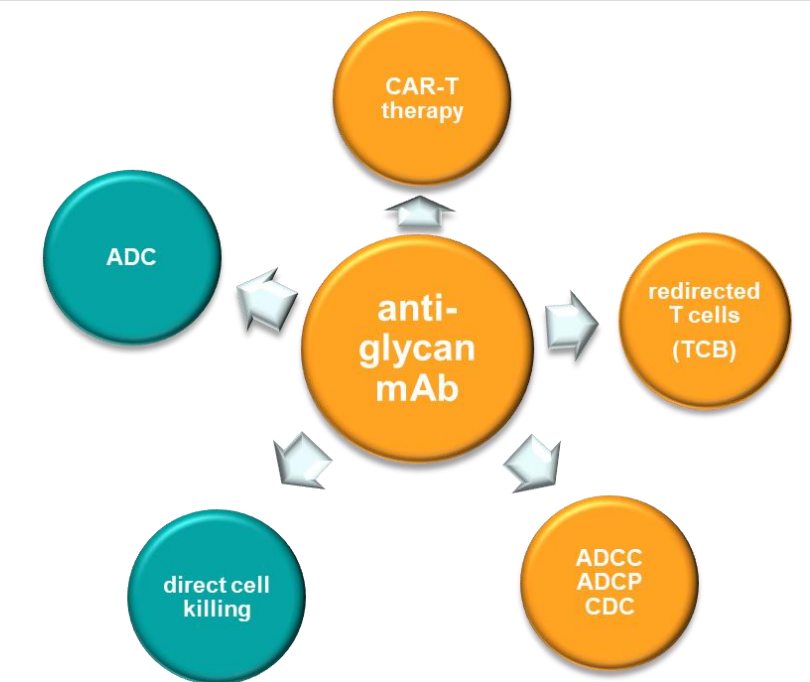 CAR-T
therapy
ADC
anti-
glycan
mAb
redirected
T cells
(TCB)
direct cell
killing
ADCC
ADCP
CDC